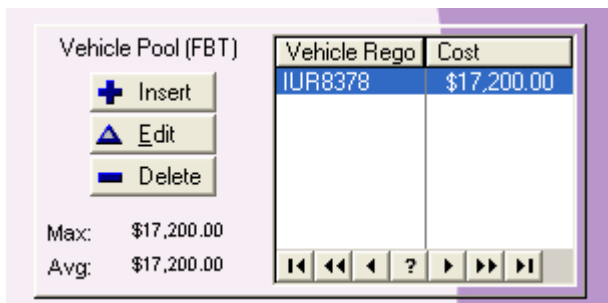 Vehicle Pool (FBT)
Insert
Edit
Delete
Max: $17,200.00
Avg: $17,200.00
Vehicle Rego Cost
IUR8378 $17,200.00
?